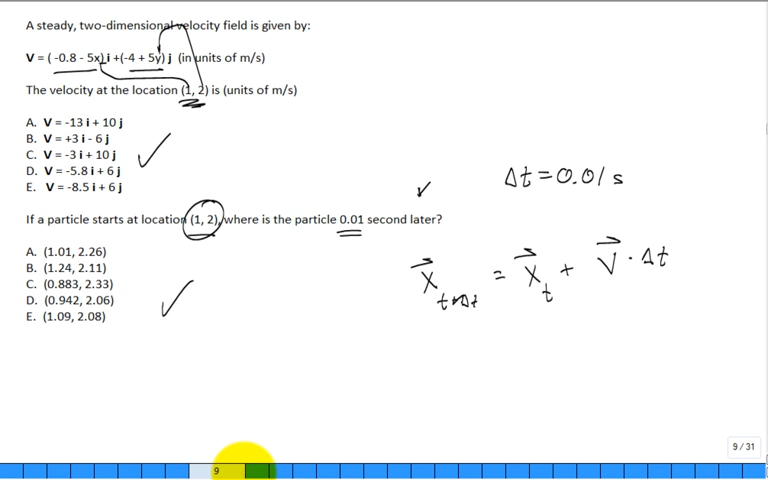 A steady, two-dimensional velocity field is given by:
V = ( -0.8 - 5x) i +(-4 + 5y) j (in units of m/s)
The velocity at the location (1, 2) is (units of m/s)
A. V = -13 i + 10 j
B. V = +3 i - 6 j
C. V = -3 i + 10 j
D. V = -5.8 i + 6 j
E. V = -8.5 i + 6 j
Δt = 0.01 s
If a particle starts at location (1, 2), where is the particle 0.01 second later?
A. (1.01, 2.26)
B. (1.24, 2.11)
C. (0.883, 2.33)
D. (0.942, 2.06)
E. (1.09, 2.08)
X t+Δt = X t + V · Δt
9 / 31
9